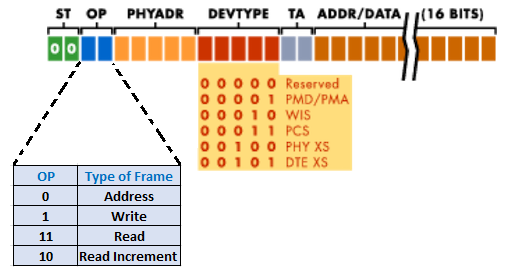 ST OP PHYADR DEVTYPE TA ADDR/DATA (16 BITS)
0 0
0 0 0 0 0 Reserved
0 0 0 0 1 PMD/PMA
0 0 0 1 0 WIS
0 0 0 1 1 PCS
0 0 1 0 0 PHY XS
0 0 1 0 1 DTE XS
OP Type of Frame
0 Address
1 Write
11 Read
10 Read Increment